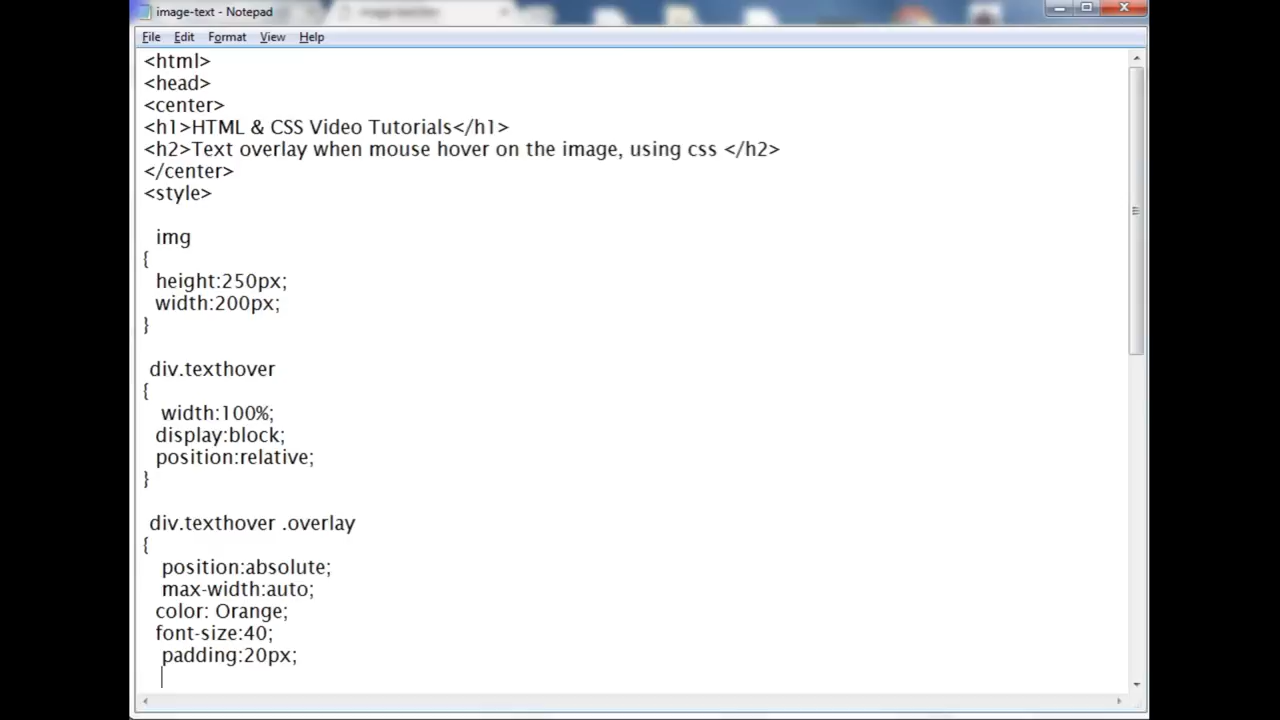 image-text - Notepad
File Edit Format View Help
<html>
<head>
<center>
<h1>HTML & CSS Video Tutorials</h1>
<h2>Text overlay when mouse hover on the image, using css </h2>
</center>
<style>
img
{
height:250px;
width:200px;
}
div.texthover
{
width:100%;
display:block;
position:relative;
}
div.texthover .overlay
{
position:absolute;
max-width:auto;
color: Orange;
font-size:40;
padding:20px;